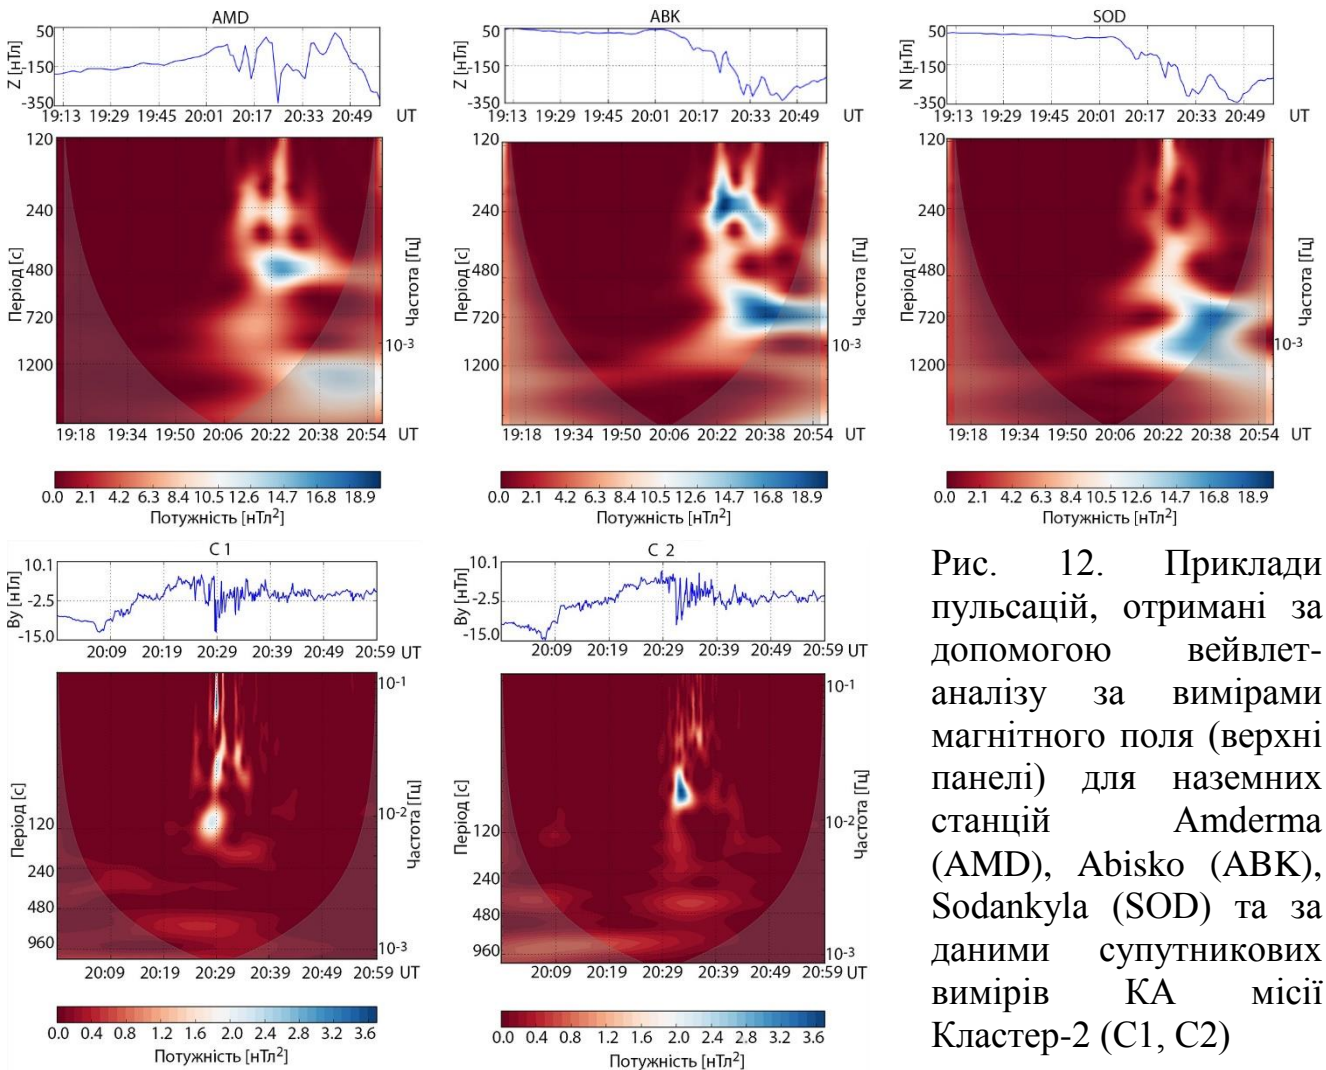 AMD
Z [нТл]
50
-150
-350
19:13 19:29 19:45 20:01 20:17 20:33 20:49 UT
Період [с]
120
240
480
720
1200
Частота [Гц]
10-3
19:18 19:34 19:50 20:06 20:22 20:38 20:54 UT
0.0 2.1 4.2 6.3 8.4 10.5 12.6 14.7 16.8 18.9
Потужність [нТл2]
ABK
Z [нТл]
50
-150
-350
19:13 19:29 19:45 20:01 20:17 20:33 20:49 UT
Період [с]
120
240
480
720
1200
Частота [Гц]
10-3
19:18 19:34 19:50 20:06 20:22 20:38 20:54 UT
0.0 2.1 4.2 6.3 8.4 10.5 12.6 14.7 16.8 18.9
Потужність [нТл2]
SOD
N [нТл]
50
-150
-350
19:13 19:29 19:45 20:01 20:17 20:33 20:49 UT
Період [с]
120
240
480
720
1200
Частота [Гц]
10-3
19:18 19:34 19:50 20:06 20:22 20:38 20:54 UT
0.0 2.1 4.2 6.3 8.4 10.5 12.6 14.7 16.8 18.9
Потужність [нТл2]
C 1
By [нТл]
10.1
-2.5
-15.0
20:09 20:19 20:29 20:39 20:49 20:59 UT
Період [с]
120
240
480
960
Частота [Гц]
10-1
10-2
10-3
20:09 20:19 20:29 20:39 20:49 20:59 UT
0.0 0.4 0.8 1.2 1.6 2.0 2.4 2.8 3.2 3.6
Потужність [нТл2]
C 2
By [нТл]
10.1
-2.5
-15.0
20:09 20:19 20:29 20:39 20:49 20:59 UT
Період [с]
120
240
480
960
Частота [Гц]
10-1
10-2
10-3
20:09 20:19 20:29 20:39 20:49 20:59 UT
0.0 0.4 0.8 1.2 1.6 2.0 2.4 2.8 3.2 3.6
Потужність [нТл2]
Рис. 12. Приклади
пульсацій, отримані за
допомогою вейвлет-
аналізу за вимірами
магнітного поля (верхні
панелі) для наземних
станцій Amderma
(AMD), Abisko (ABK),
Sodankyla (SOD) та за
даними супутникових
вимірів КА місії
Кластер-2 (C1, C2)